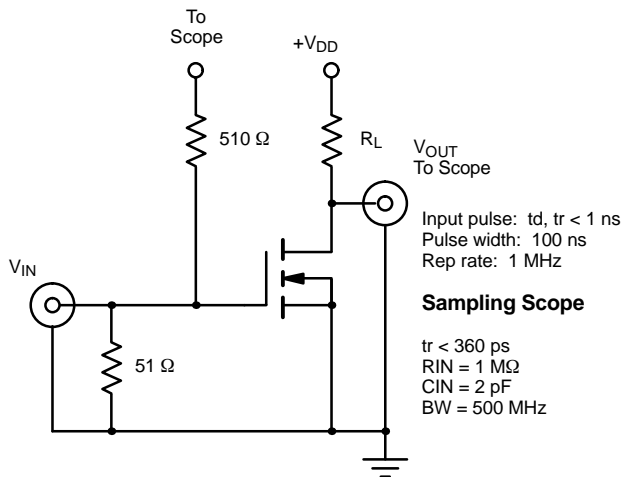 To
Scope
+VDD
510 Ω
RL
VOUT
To Scope
VIN
51 Ω
Input pulse: td, tr < 1 ns
Pulse width: 100 ns
Rep rate: 1 MHz
Sampling Scope
tr < 360 ps
RIN = 1 MΩ
CIN = 2 pF
BW = 500 MHz